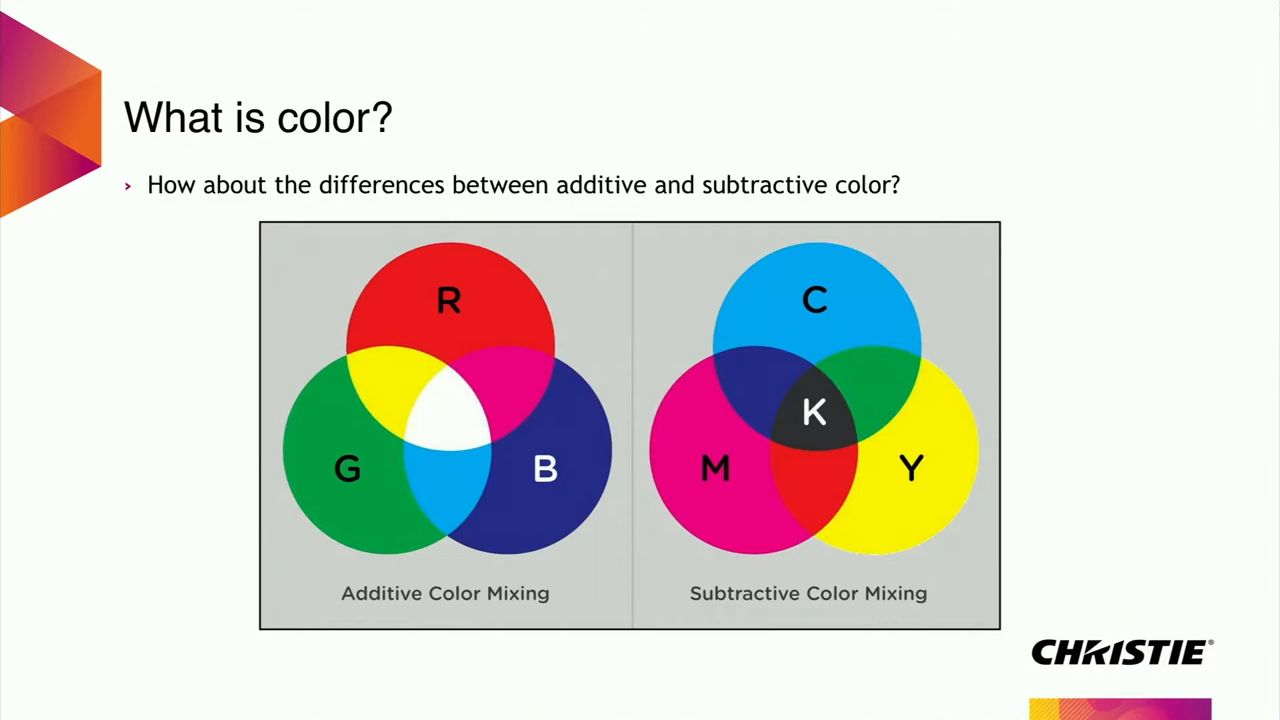 What is color?
› How about the differences between additive and subtractive color?
R
G
B
Additive Color Mixing
C
K
M
Y
Subtractive Color Mixing
CHRISTIE®